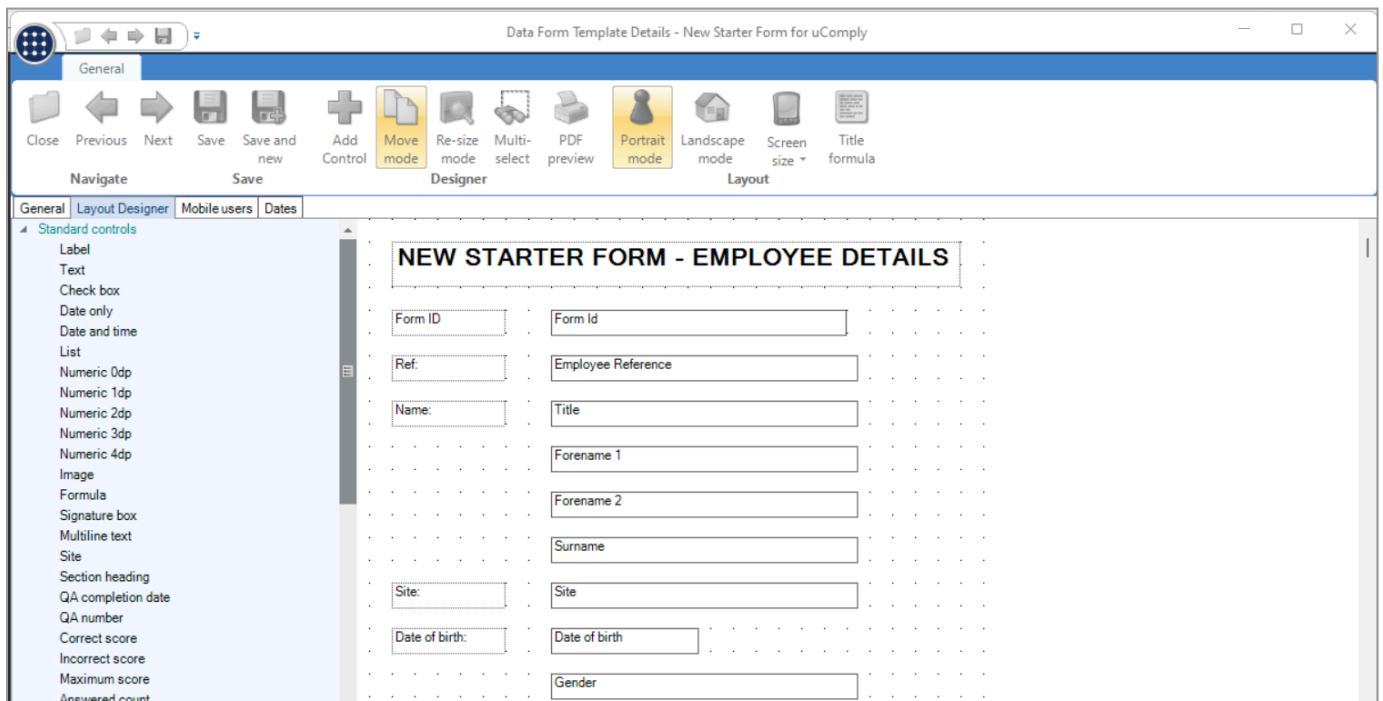 Data Form Template Details - New Starter Form for uComply
General
Close Previous Next Save Save and new Add Control Move mode Re-size mode Multi-select PDF preview Portrait mode Landscape mode Screen size Title formula
Navigate Save Designer Layout
General Layout Designer Mobile users Dates
Standard controls
Label
Text
Check box
Date only
Date and time
List
Numeric 0dp
Numeric 1dp
Numeric 2dp
Numeric 3dp
Numeric 4dp
Image
Formula
Signature box
Multiline text
Site
Section heading
QA completion date
QA number
Correct score
Incorrect score
Maximum score
Answered count
NEW STARTER FORM - EMPLOYEE DETAILS
Form ID Form Id
Ref: Employee Reference
Name: Title
Forename 1
Forename 2
Surname
Site: Site
Date of birth: Date of birth
Gender